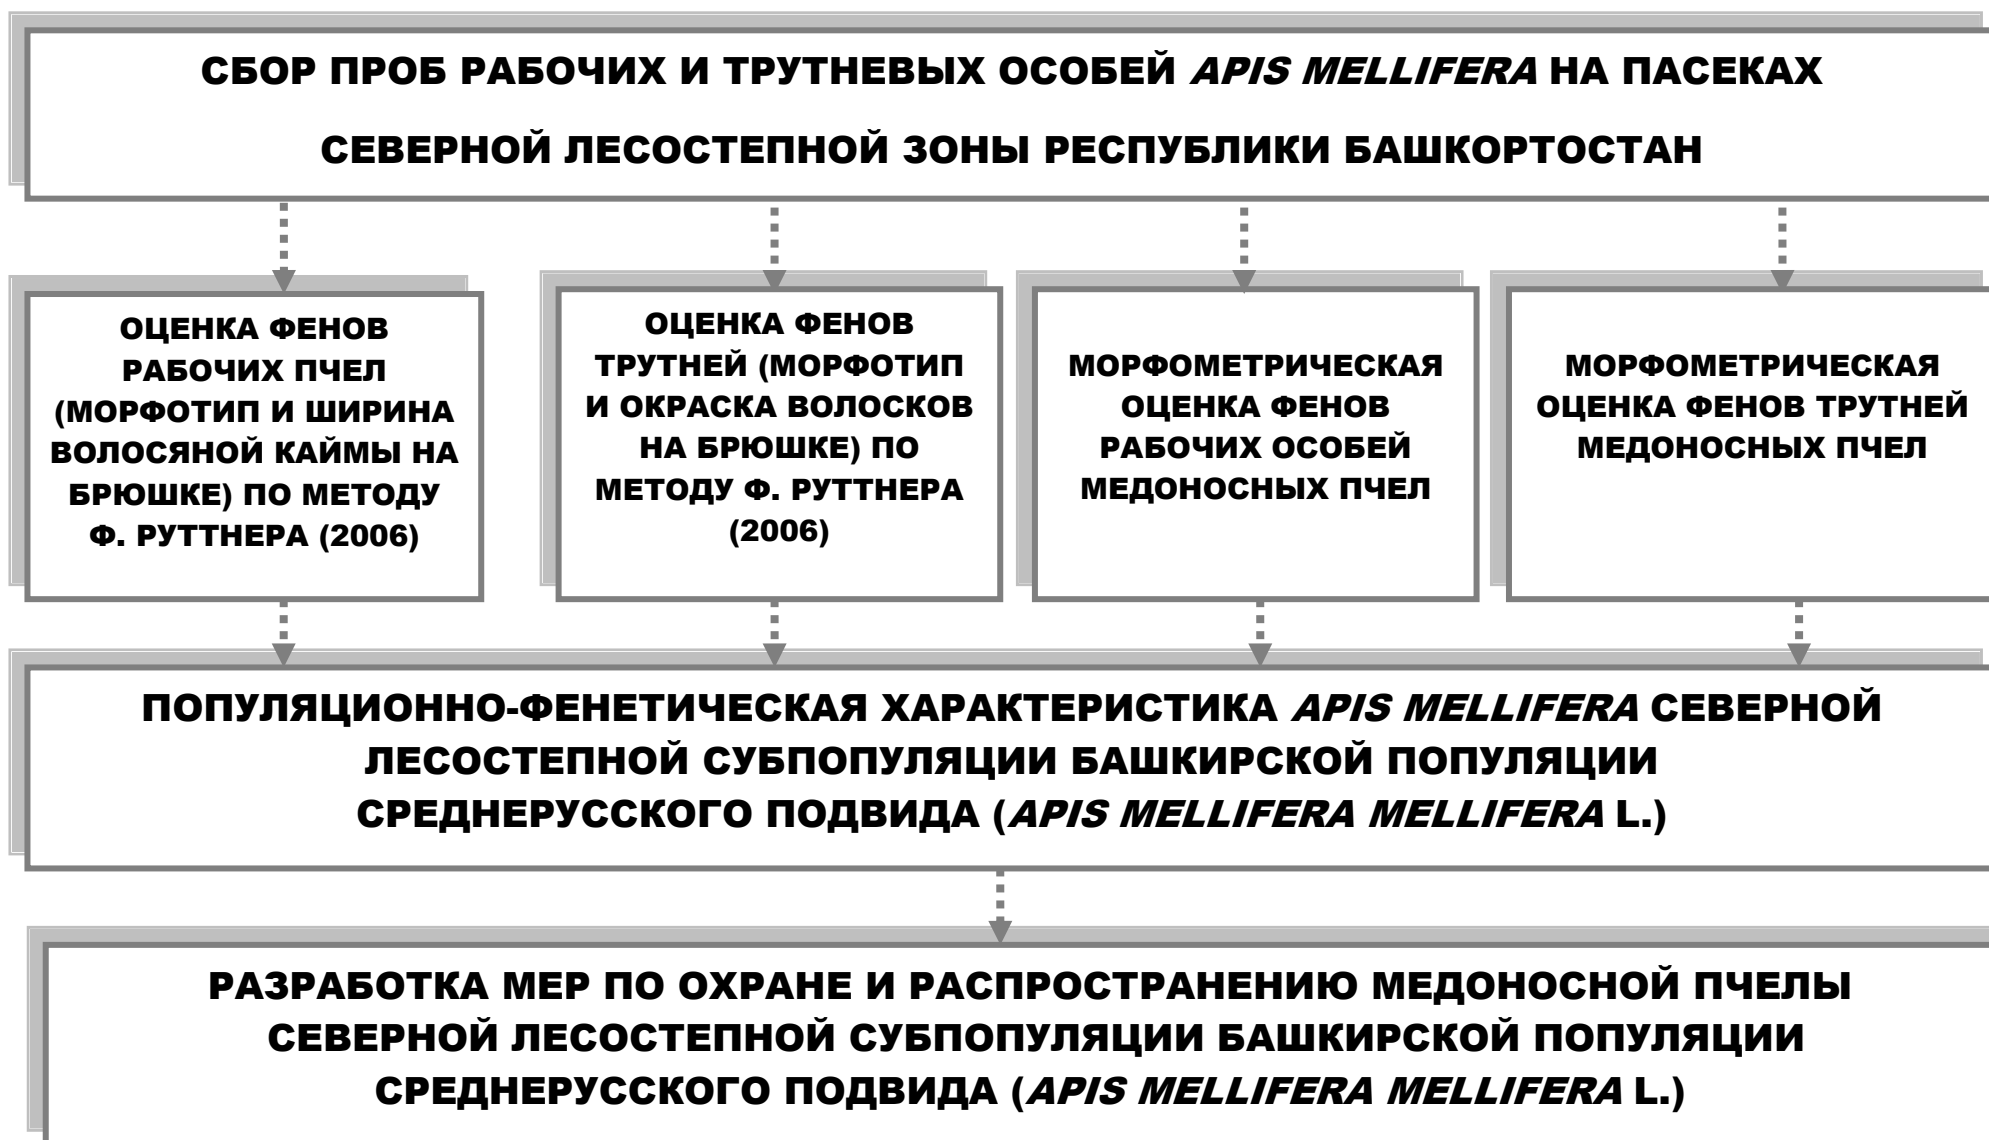 СБОР ПРОБ РАБОЧИХ И ТРУТНЕВЫХ ОСОБЕЙ APIS MELLIFERA НА ПАСЕКАХ
СЕВЕРНОЙ ЛЕСОСТЕПНОЙ ЗОНЫ РЕСПУБЛИКИ БАШКОРТОСТАН
ОЦЕНКА ФЕНОВ
РАБОЧИХ ПЧЕЛ
(МОРФОТИП И ШИРИНА
ВОЛОСЯНОЙ КАЙМЫ НА
БРЮШКЕ) ПО МЕТОДУ
Ф. РУТТНЕРА (2006)
ОЦЕНКА ФЕНОВ
ТРУТНЕЙ (МОРФОТИП
И ОКРАСКА ВОЛОСКОВ
НА БРЮШКЕ) ПО
МЕТОДУ Ф. РУТТНЕРА
(2006)
МОРФОМЕТРИЧЕСКАЯ
ОЦЕНКА ФЕНОВ
РАБОЧИХ ОСОБЕЙ
МЕДОНОСНЫХ ПЧЕЛ
МОРФОМЕТРИЧЕСКАЯ
ОЦЕНКА ФЕНОВ ТРУТНЕЙ
МЕДОНОСНЫХ ПЧЕЛ
ПОПУЛЯЦИОННО-ФЕНЕТИЧЕСКАЯ ХАРАКТЕРИСТИКА APIS MELLIFERA СЕВЕРНОЙ
ЛЕСОСТЕПНОЙ СУБПОПУЛЯЦИИ БАШКИРСКОЙ ПОПУЛЯЦИИ
СРЕДНЕРУССКОГО ПОДВИДА (APIS MELLIFERA MELLIFERA L.)
РАЗРАБОТКА МЕР ПО ОХРАНЕ И РАСПРОСТРАНЕНИЮ МЕДОНОСНОЙ ПЧЕЛЫ
СЕВЕРНОЙ ЛЕСОСТЕПНОЙ СУБПОПУЛЯЦИИ БАШКИРСКОЙ ПОПУЛЯЦИИ
СРЕДНЕРУССКОГО ПОДВИДА (APIS MELLIFERA MELLIFERA L.)